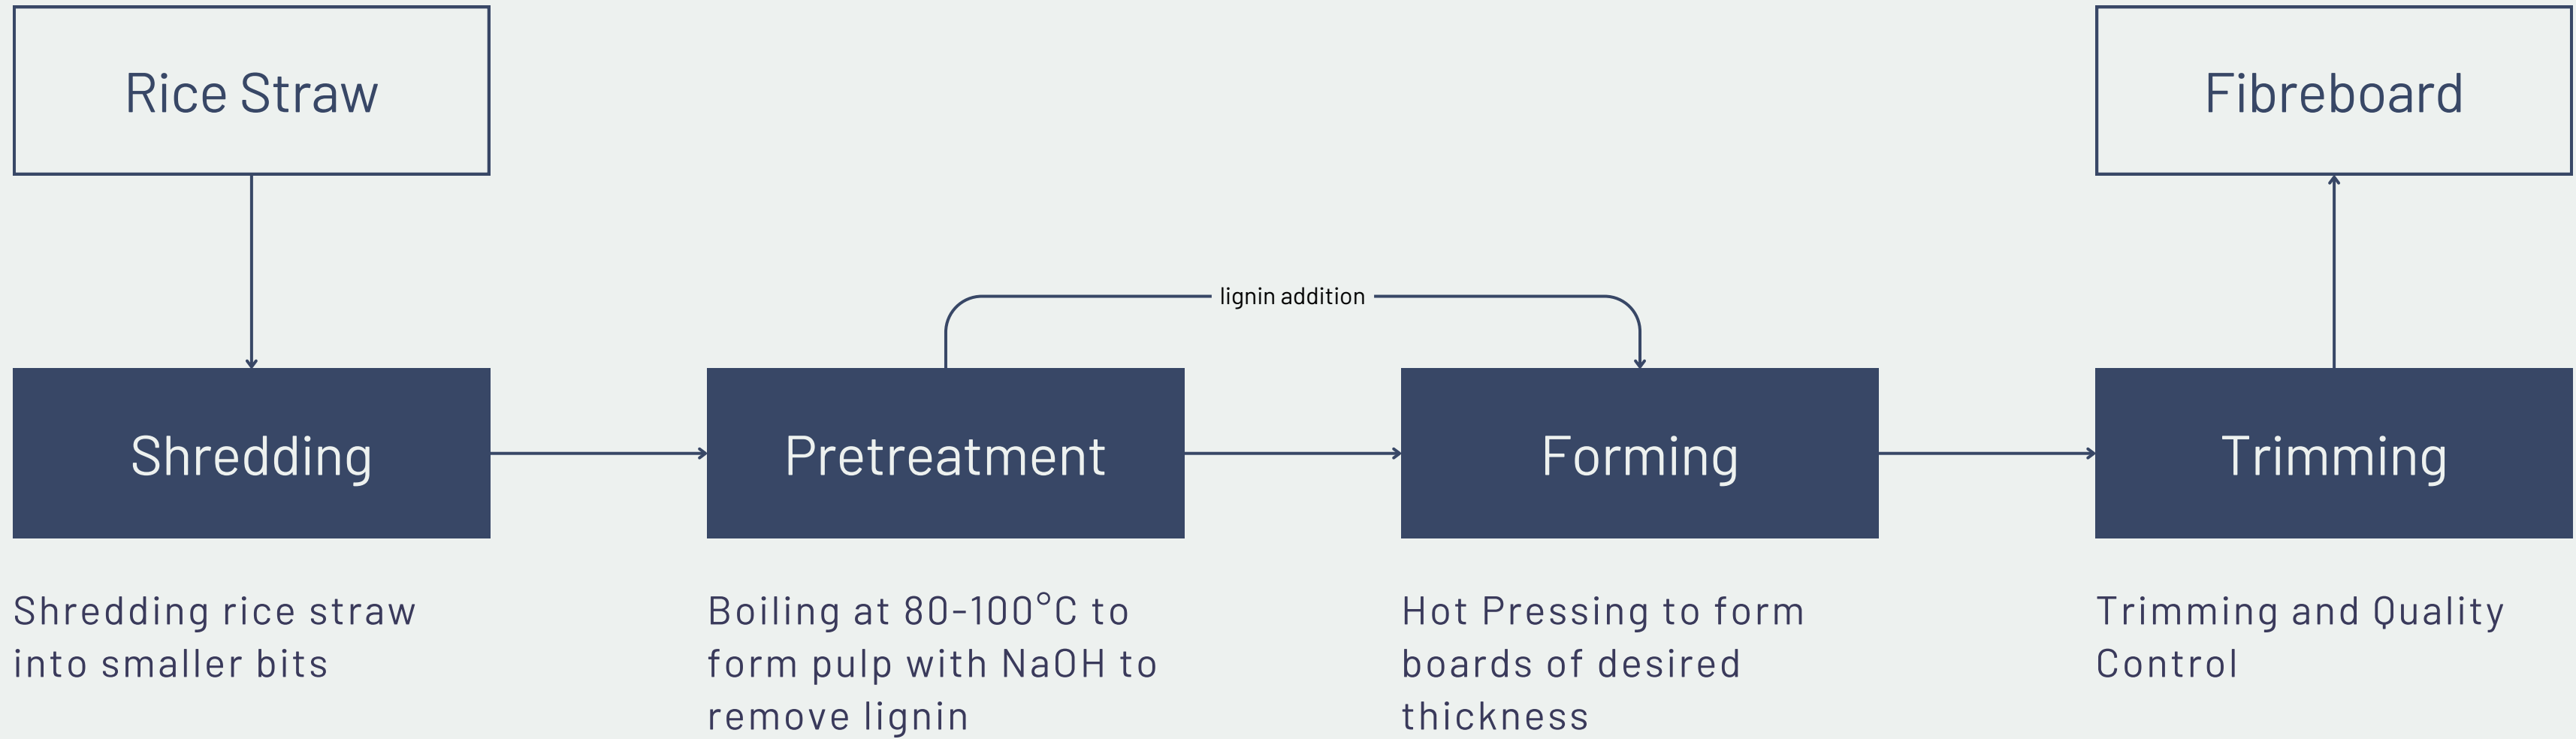 Rice Straw
Fibreboard
lignin addition
Shredding
Pretreatment
Forming
Trimming
Shredding rice straw
into smaller bits
Boiling at 80-100°C to
form pulp with NaOH to
remove lignin
Hot Pressing to form
boards of desired
thickness
Trimming and Quality
Control